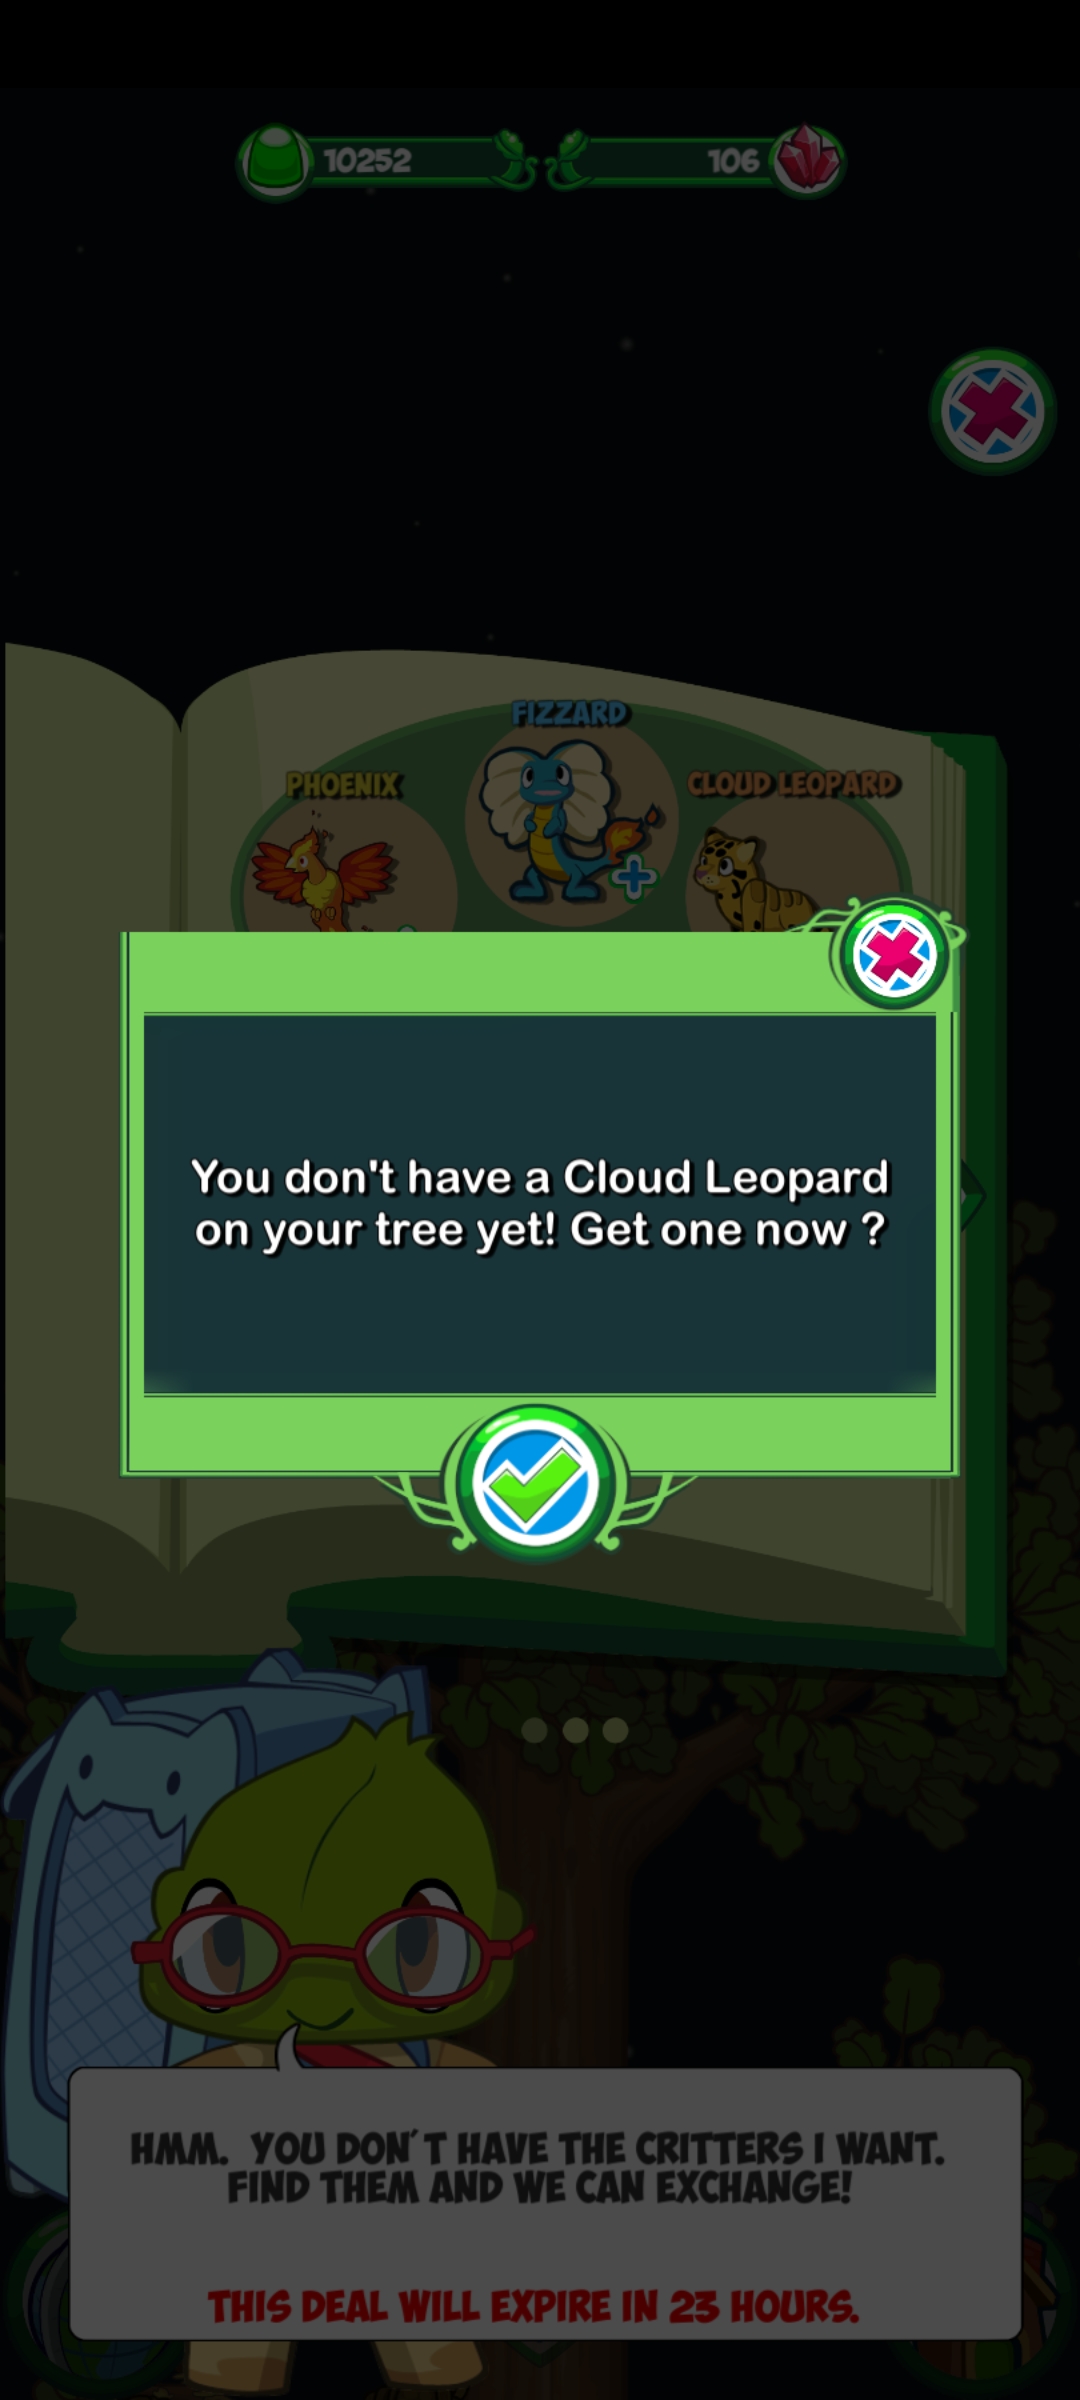 10252
106
FIZZARD
PHOENIX
CLOUD LEOPARD
You don't have a Cloud Leopard
on your tree yet! Get one now ?
HMM. YOU DON'T HAVE THE CRITTERS I WANT.
FIND THEM AND WE CAN EXCHANGE!
THIS DEAL WILL EXPIRE IN 23 HOURS.